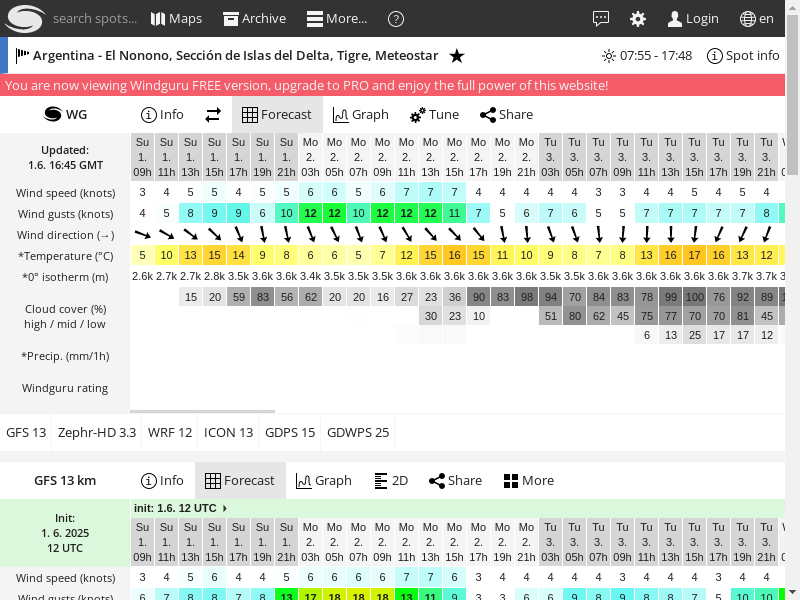 search spots... Maps Archive More... ? Login en
Argentina - El Nonono, Sección de Islas del Delta, Tigre, Meteostar 07:55 - 17:48 Spot info
You are now viewing Windguru FREE version, upgrade to PRO and enjoy the full power of this website!
WG Info Forecast Graph Tune Share
Updated:
1.6. 16:45 GMT
Su Su Su Su Su Su Su Mo Mo Mo Mo Mo Mo Mo Mo Mo Mo Tu Tu Tu Tu Tu Tu Tu Tu Tu Tu
1. 1. 1. 1. 1. 1. 1. 2. 2. 2. 2. 2. 2. 2. 2. 2. 2. 3. 3. 3. 3. 3. 3. 3. 3. 3. 3.
09h 11h 13h 15h 17h 19h 21h 03h 05h 07h 09h 11h 13h 15h 17h 19h 21h 03h 05h 07h 09h 11h 13h 15h 17h 19h 21h
Wind speed (knots) 3 4 5 5 4 5 5 6 6 5 6 7 7 7 4 4 4 4 4 3 3 4 4 5 4 5 4
Wind gusts (knots) 4 5 8 9 9 6 10 12 12 10 12 12 12 11 7 5 6 7 6 5 5 7 7 7 7 7 8
Wind direction (→)
*Temperature (°C) 5 10 13 15 14 9 8 6 6 5 7 12 15 16 15 11 10 9 8 7 8 13 16 17 16 13 12
*0° isotherm (m) 2.6k 2.7k 2.7k 2.8k 3.5k 3.6k 3.6k 3.4k 3.5k 3.5k 3.6k 3.6k 3.6k 3.6k 3.6k 3.6k 3.6k 3.5k 3.5k 3.6k 3.6k 3.6k 3.6k 3.6k 3.6k 3.7k 3.7k
Cloud cover (%)
high / mid / low
15 20 59 83 56 62 20 20 16 27 23 36 90 83 98 94 70 84 83 78 99 100 76 92 89
30 23 10 51 80 62 45 75 77 70 70 81 45
6 13 25 17 17 12
*Precip. (mm/1h)
Windguru rating
GFS 13 Zephr-HD 3.3 WRF 12 ICON 13 GDPS 15 GDWPS 25
GFS 13 km Info Forecast Graph 2D Share More
Init:
1. 6. 2025
12 UTC
init: 1.6. 12 UTC
Su Su Su Su Su Su Su Mo Mo Mo Mo Mo Mo Mo Mo Mo Mo Tu Tu Tu Tu Tu Tu Tu Tu Tu Tu
1. 1. 1. 1. 1. 1. 1. 2. 2. 2. 2. 2. 2. 2. 2. 2. 2. 3. 3. 3. 3. 3. 3. 3. 3. 3. 3.
09h 11h 13h 15h 17h 19h 21h 03h 05h 07h 09h 11h 13h 15h 17h 19h 21h 03h 05h 07h 09h 11h 13h 15h 17h 19h 21h
Wind speed (knots) 3 4 5 6 4 4 5 6 6 6 6 7 7 6 3 4 4 4 4 4 3 4 4 4 3 4 4
Wind gusts (knots) 6 7 8 8 7 8 13 17 18 18 18 13 11 9 3 3 6 6 9 8 9 8 8 7 5 10 10